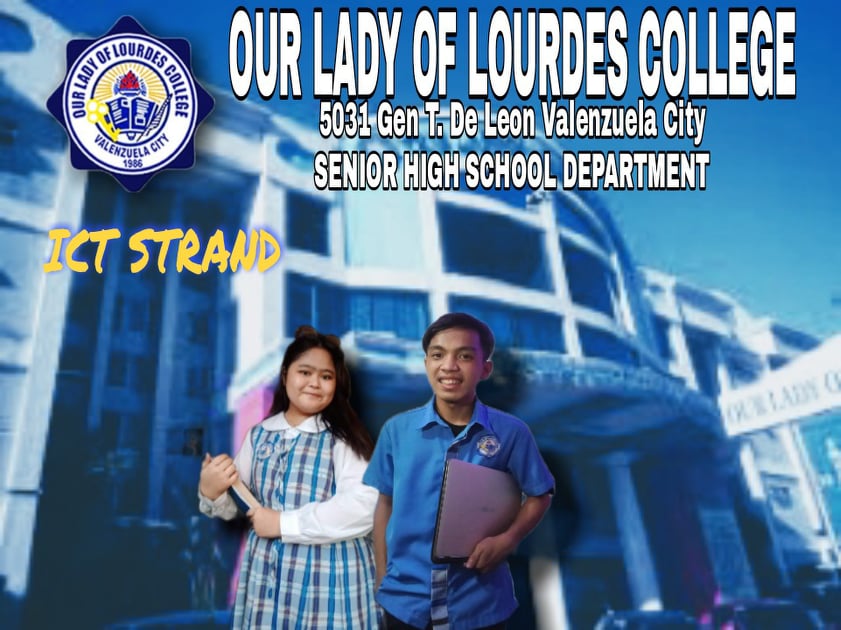 OUR LADY OF LOURDES COLLEGE
5031 Gen T. De Leon Valenzuela City
SENIOR HIGH SCHOOL DEPARTMENT
OUR LADY OF LOURDES COLLEGE
VALENZUELA CITY
1986
ICT STRAND
OUR LADY O